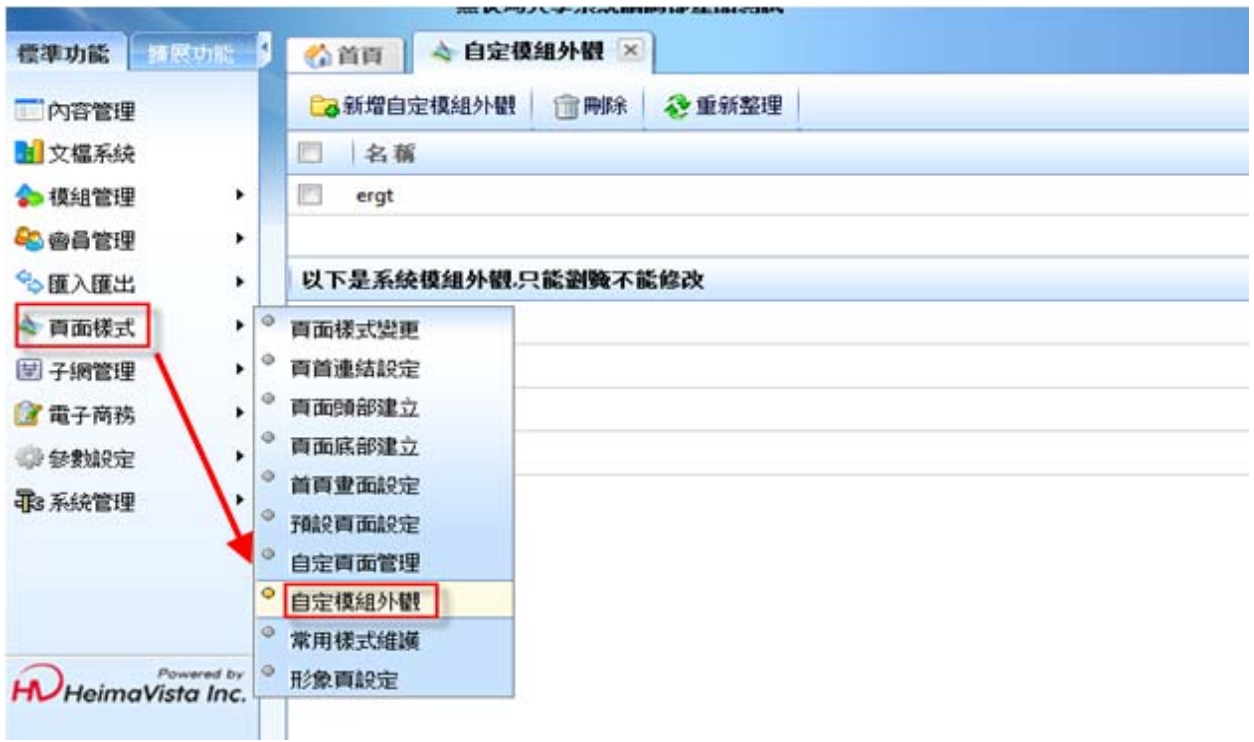 標準功能 擴展功能
首頁 自定模組外觀
新增自定模組外觀 刪除 重新整理
名稱
ergt
以下是系統模組外觀,只能瀏覽不能修改
內容管理
文檔系統
模組管理
會員管理
匯入匯出
頁面樣式
子網管理
電子商務
參數設定
系統管理
頁面樣式變更
頁首連結設定
頁面頭部建立
頁面底部建立
首頁畫面設定
預設頁面設定
自定頁面管理
自定模組外觀
常用樣式維護
形象頁設定
Powered by
HeimaVista Inc.